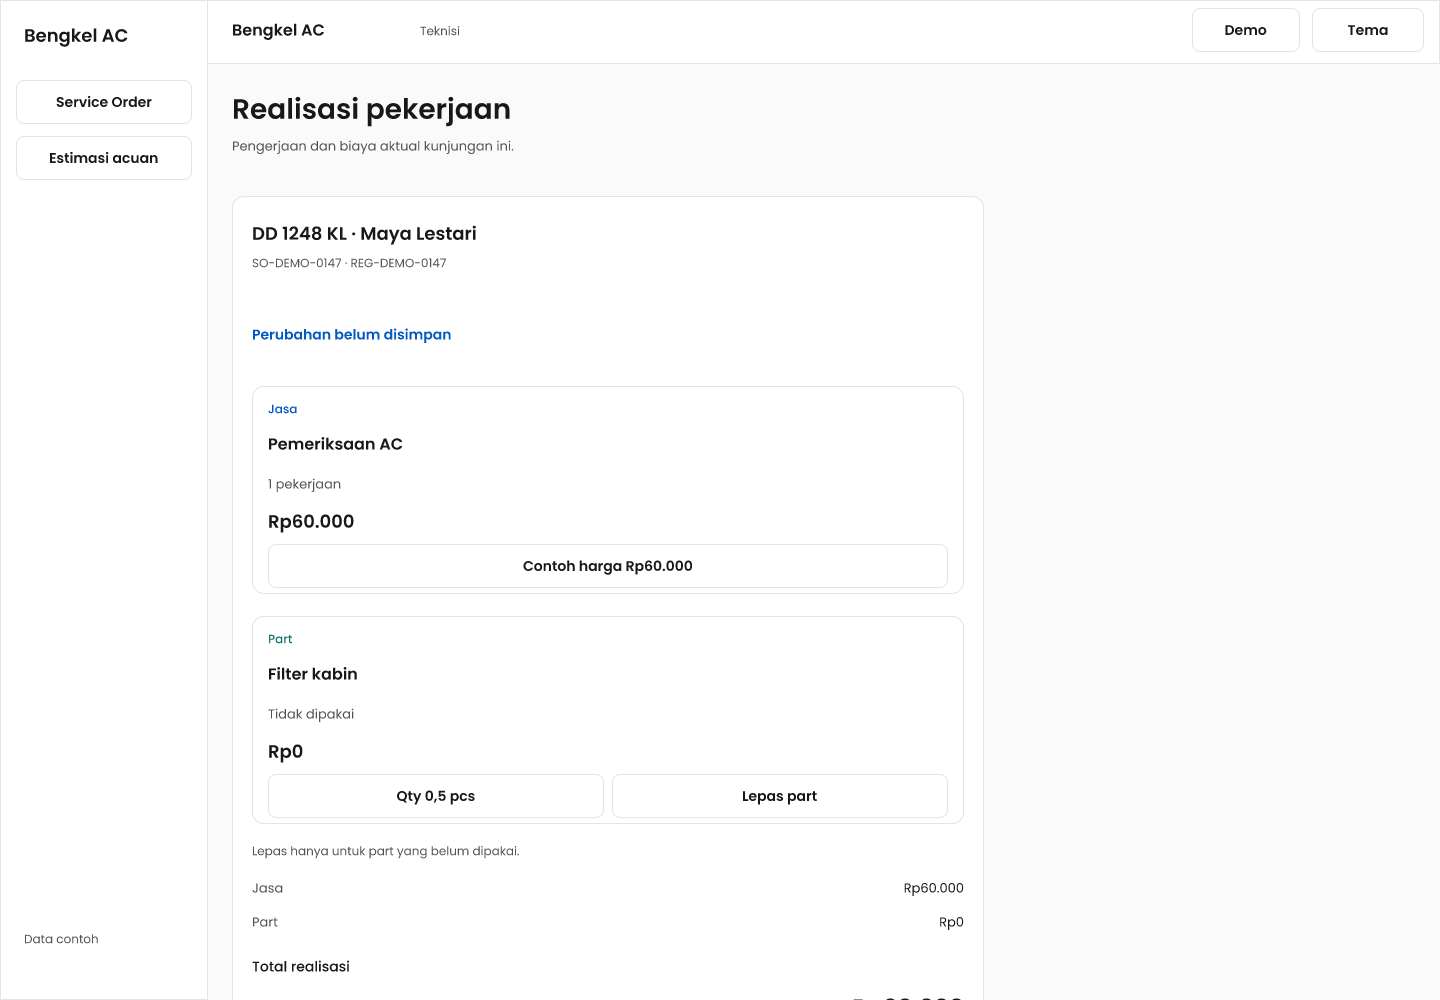 Bengkel AC
Service Order
Estimasi acuan
Data contoh
Bengkel AC
Teknisi
Demo
Tema
Realisasi pekerjaan
Pengerjaan dan biaya aktual kunjungan ini.
DD 1248 KL · Maya Lestari
SO-DEMO-0147 · REG-DEMO-0147
Perubahan belum disimpan
Jasa
Pemeriksaan AC
1 pekerjaan
Rp60.000
Contoh harga Rp60.000
Part
Filter kabin
Tidak dipakai
Rp0
Qty 0,5 pcs
Lepas part
Lepas hanya untuk part yang belum dipakai.
Jasa Rp60.000
Part Rp0
Total realisasi